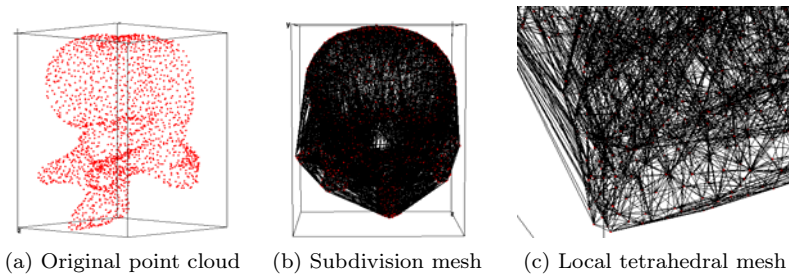 (a) Original point cloud
(b) Subdivision mesh
(c) Local tetrahedral mesh